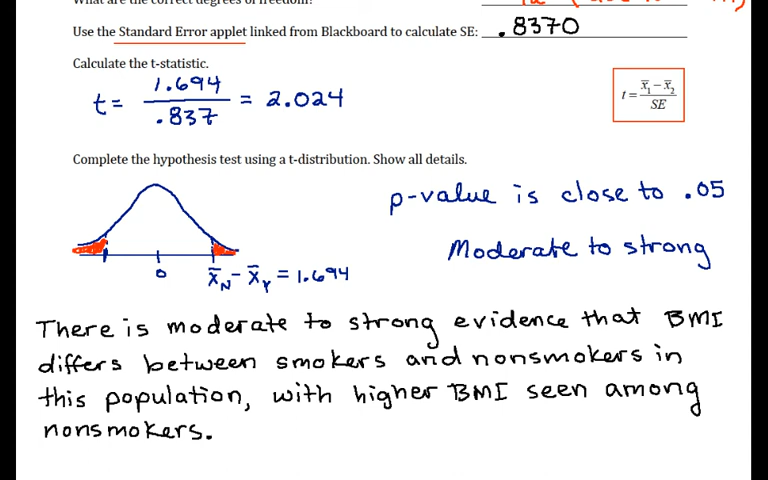 What are the correct degrees of freedom?
Use the Standard Error applet linked from Blackboard to calculate SE: .8370
Calculate the t-statistic.
t = 1.694 / .837 = 2.024
t = x̄₁ − x̄₂ / SE
Complete the hypothesis test using a t-distribution. Show all details.
p-value is close to .05
Moderate to strong
0 x̄N - x̄Y = 1.694
There is moderate to strong evidence that BMI
differs between smokers and nonsmokers in
this population, with higher BMI seen among
nonsmokers.